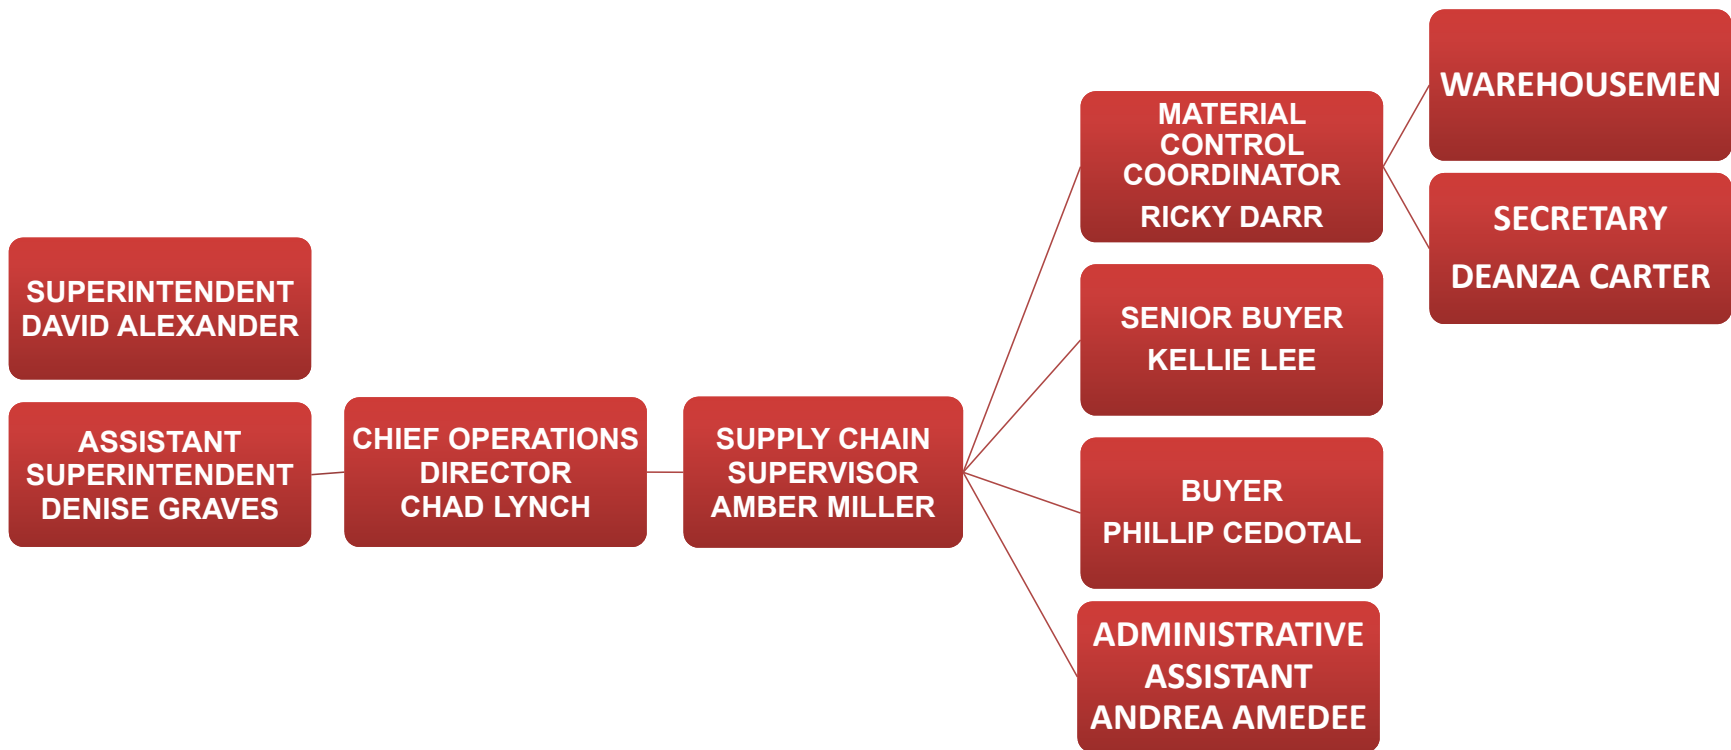 SUPERINTENDENT
DAVID ALEXANDER
ASSISTANT
SUPERINTENDENT
DENISE GRAVES
CHIEF OPERATIONS
DIRECTOR
CHAD LYNCH
SUPPLY CHAIN
SUPERVISOR
AMBER MILLER
MATERIAL
CONTROL
COORDINATOR
RICKY DARR
SENIOR BUYER
KELLIE LEE
BUYER
PHILLIP CEDOTAL
ADMINISTRATIVE
ASSISTANT
ANDREA AMEDEE
WAREHOUSEMEN
SECRETARY
DEANZA CARTER